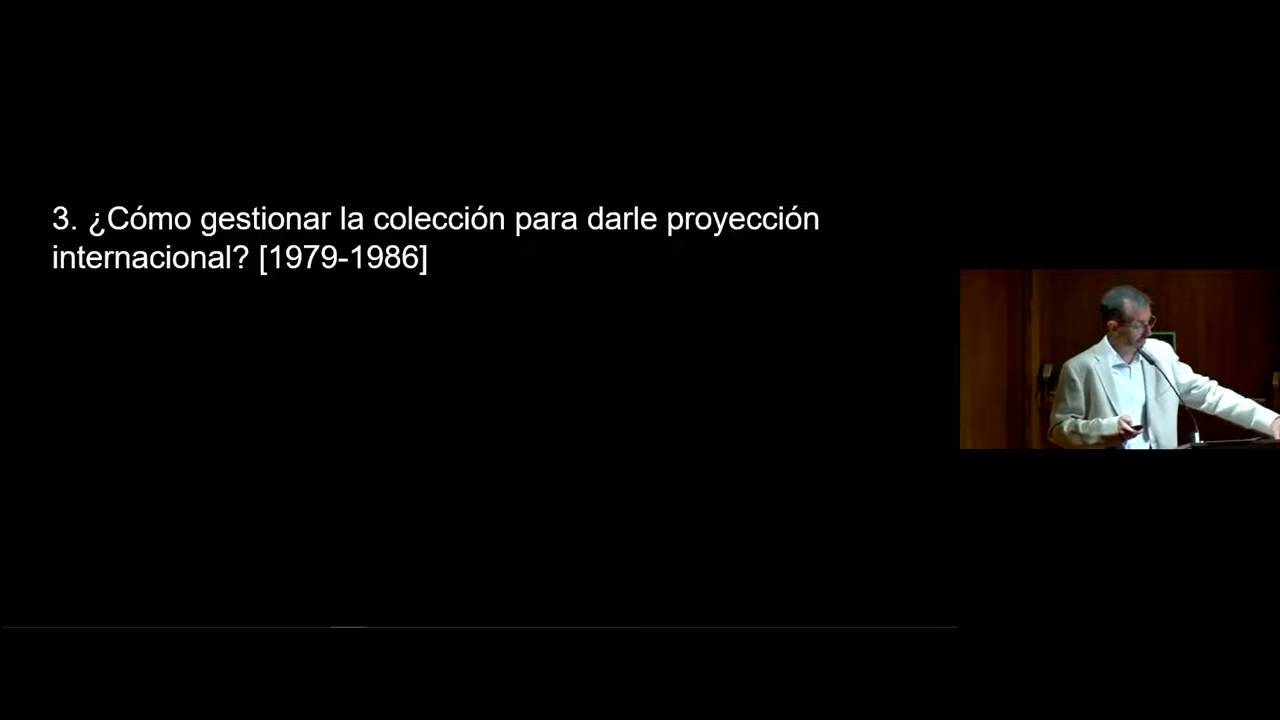 3. ¿Cómo gestionar la colección para darle proyección
internacional? [1979-1986]